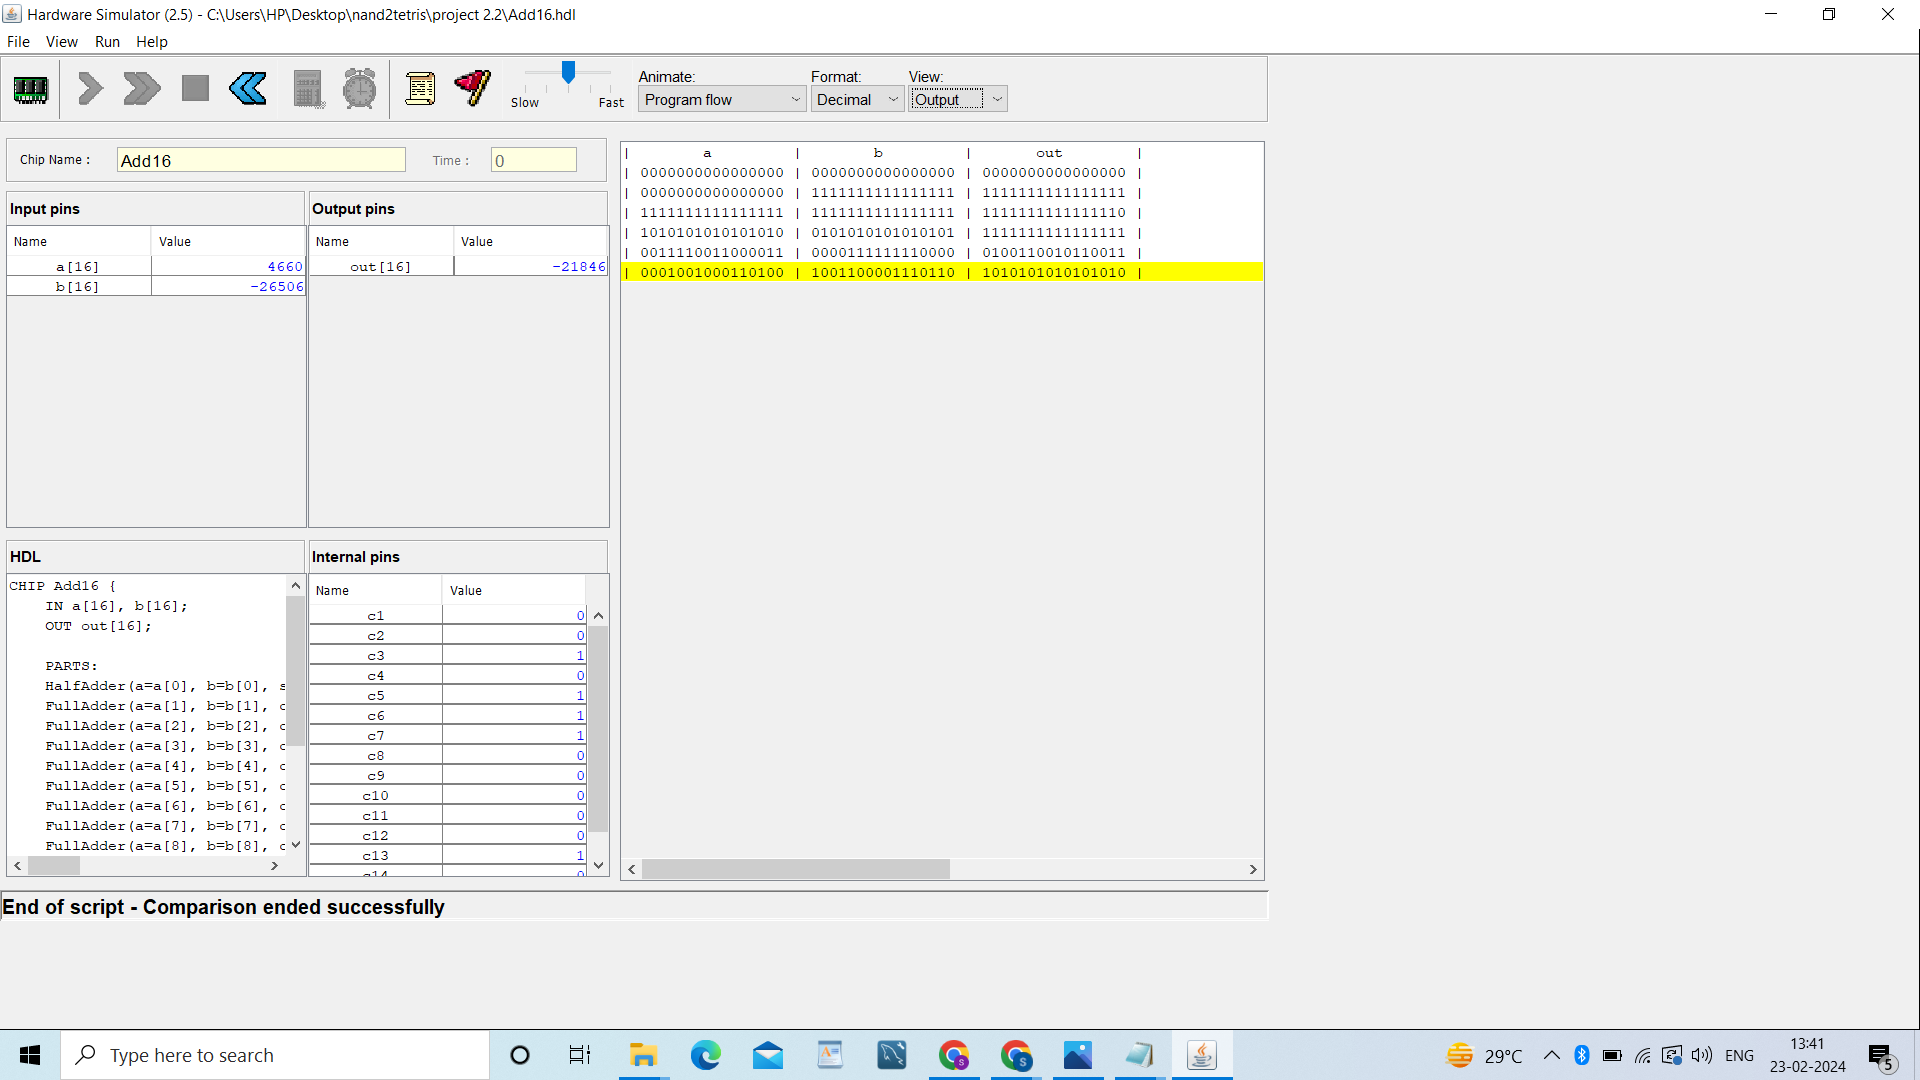 Hardware Simulator (2.5) - C:\Users\HP\Desktop\nand2tetris\project 2.2\Add16.hdl
File View Run Help
Slow Fast
Animate: Format: View:
Program flow Decimal Output
Chip Name : Add16 Time : 0
Input pins
Name Value
a[16] 4660
b[16] -26506
Output pins
Name Value
out[16] -21846
| a | b | out |
| 0000000000000000 | 0000000000000000 | 0000000000000000 |
| 0000000000000000 | 1111111111111111 | 1111111111111111 |
| 1111111111111111 | 1111111111111111 | 1111111111111110 |
| 1010101010101010 | 0101010101010101 | 1111111111111111 |
| 0011110011000011 | 0000111111110000 | 0100110010110011 |
| 0001001000110100 | 1001100001110110 | 1010101010101010 |
HDL
CHIP Add16 {
IN a[16], b[16];
OUT out[16];
PARTS:
HalfAdder(a=a[0], b=b[0], s
FullAdder(a=a[1], b=b[1], c
FullAdder(a=a[2], b=b[2], c
FullAdder(a=a[3], b=b[3], c
FullAdder(a=a[4], b=b[4], c
FullAdder(a=a[5], b=b[5], c
FullAdder(a=a[6], b=b[6], c
FullAdder(a=a[7], b=b[7], c
FullAdder(a=a[8], b=b[8], c
Internal pins
Name Value
c1 0
c2 0
c3 1
c4 0
c5 1
c6 1
c7 1
c8 0
c9 0
c10 0
c11 0
c12 0
c13 1
c14 0
End of script - Comparison ended successfully
Type here to search
29°C
ENG
13:41
23-02-2024
5